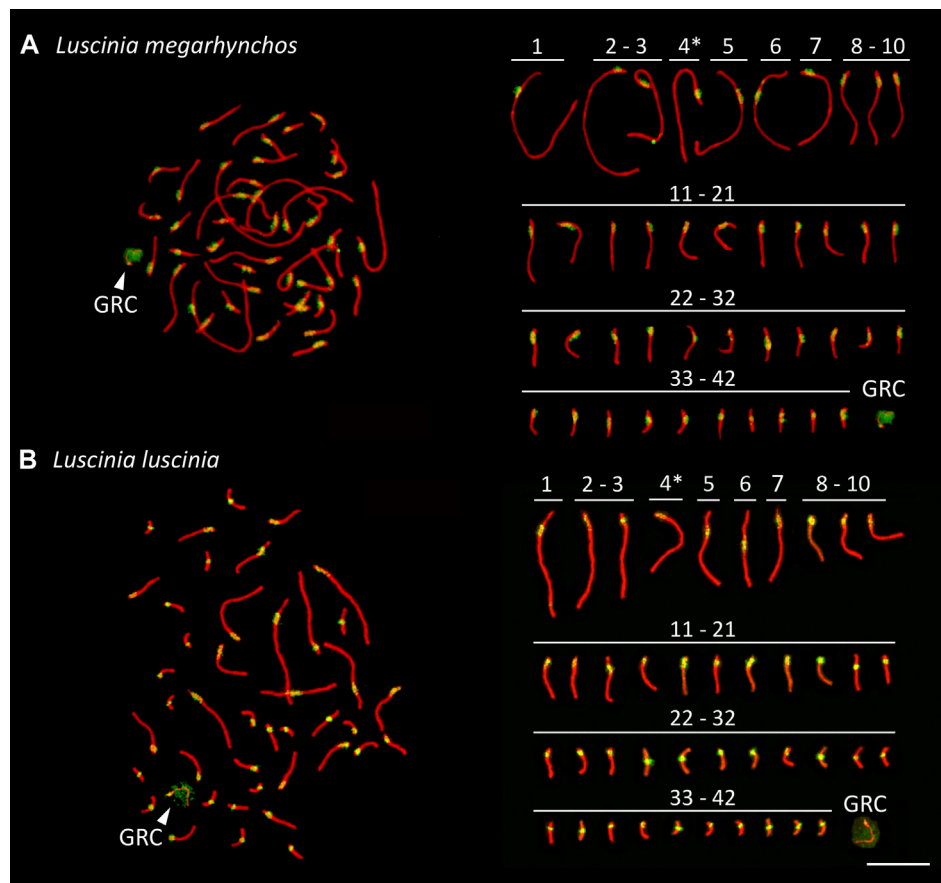 A Luscinia megarhynchos
1 2 - 3 4* 5 6 7 8 - 10
11 - 21
GRC
22 - 32
33 - 42 GRC
B Luscinia luscinia
1 2 - 3 4* 5 6 7 8 - 10
11 - 21
22 - 32
33 - 42 GRC
GRC